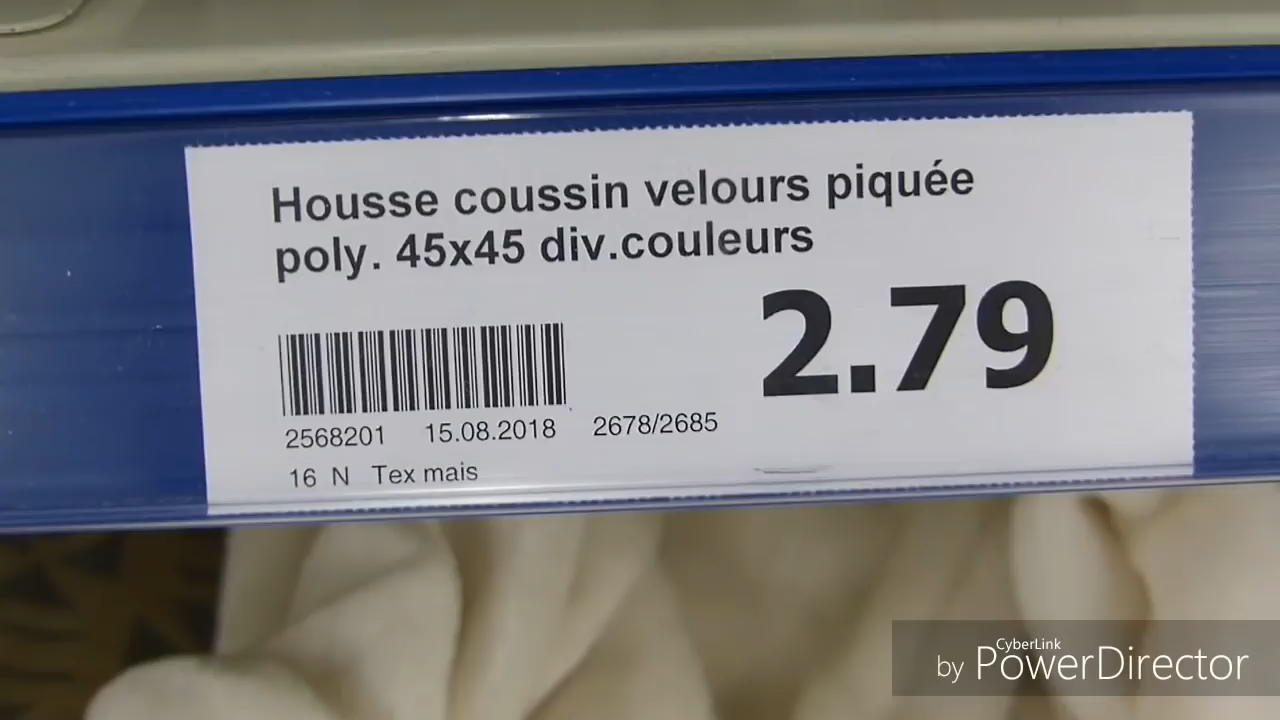 Housse coussin velours piquée
poly. 45x45 div.couleurs
2.79
2568201 15.08.2018 2678/2685
16 N Tex mais
CyberLink
by PowerDirector